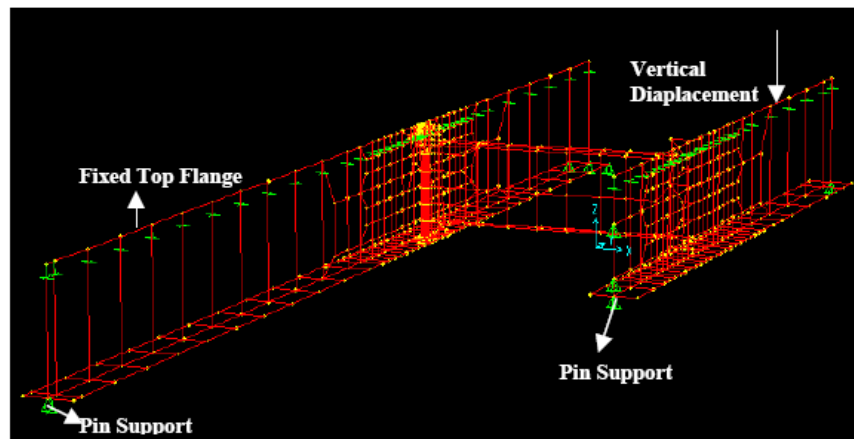 Vertical
Diaplacement
Fixed Top Flange
Z
Y
Pin Support
Pin Support